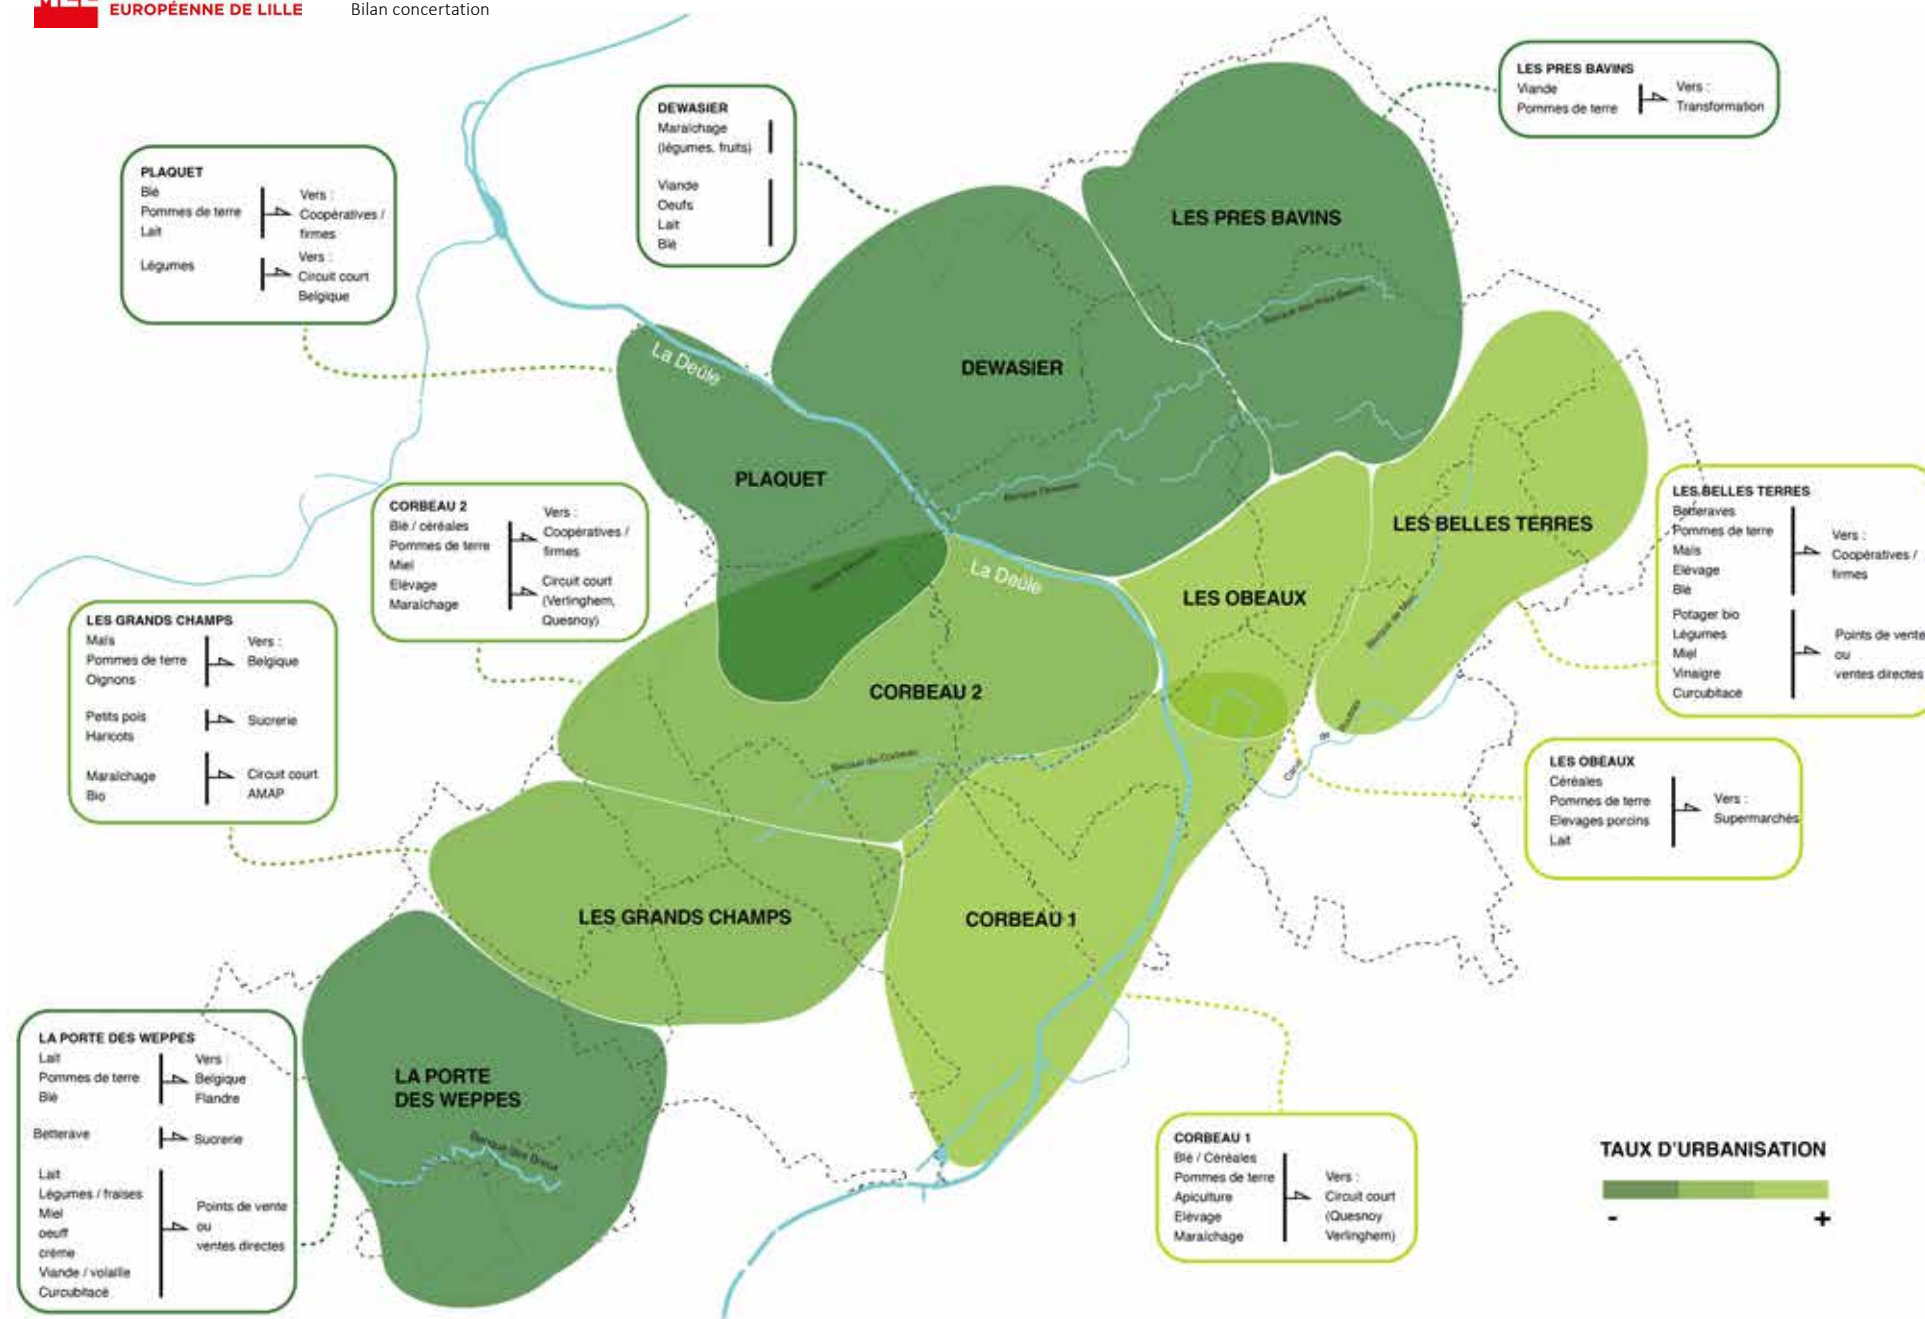 EUROPÉENNE DE LILLE
Bilan concertation
PLAQUET
Blé
Pommes de terre
Lait
Vers :
Coopératives /
firmes
Légumes
Vers :
Circuit court
Belgique
DEWASIER
Maraîchage
(légumes, fruits)
Viande
Oeufs
Lait
Blé
LES PRES BAVINS
Viande
Pommes de terre
Vers :
Transformation
CORBEAU 2
Blé / céréales
Pommes de terre
Miel
Elévage
Maraîchage
Vers :
Coopératives /
firmes
Circuit court
(Verlinghem,
Quesnoy)
LES GRANDS CHAMPS
Maïs
Pommes de terre
Oignons
Vers :
Belgique
Petits pois
Haricots
Sucrerie
Maraîchage
Bio
Circuit court
AMAP
LES BELLES TERRES
Betteraves
Pommes de terre
Maïs
Elévage
Blé
Vers :
Coopératives /
firmes
Potager bio
Légumes
Miel
Vinaigre
Curcubitacé
Points de vente
ou
ventes directes
LES OBEAUX
Céréales
Pommes de terre
Elevages porcins
Lait
Vers :
Supermarchés
LA PORTE DES WEPPES
Lait
Pommes de terre
Blé
Vers :
Belgique
Flandre
Betterave
Sucrerie
Lait
Légumes / fraises
Miel
oeuff
crème
Viande / volaille
Curcubitacé
Points de vente
ou
ventes directes
CORBEAU 1
Blé / Céréales
Pommes de terre
Apiculture
Elévage
Maraîchage
Vers :
Circuit court
(Quesnoy
Verlinghem)
LES PRES BAVINS
DEWASIER
PLAQUET
LES BELLES TERRES
LES OBEAUX
CORBEAU 2
LES GRANDS CHAMPS
CORBEAU 1
LA PORTE
DES WEPPES
La Deûle
La Deûle
Becque du Corbeau
Canal
de
TAUX D'URBANISATION
-
+